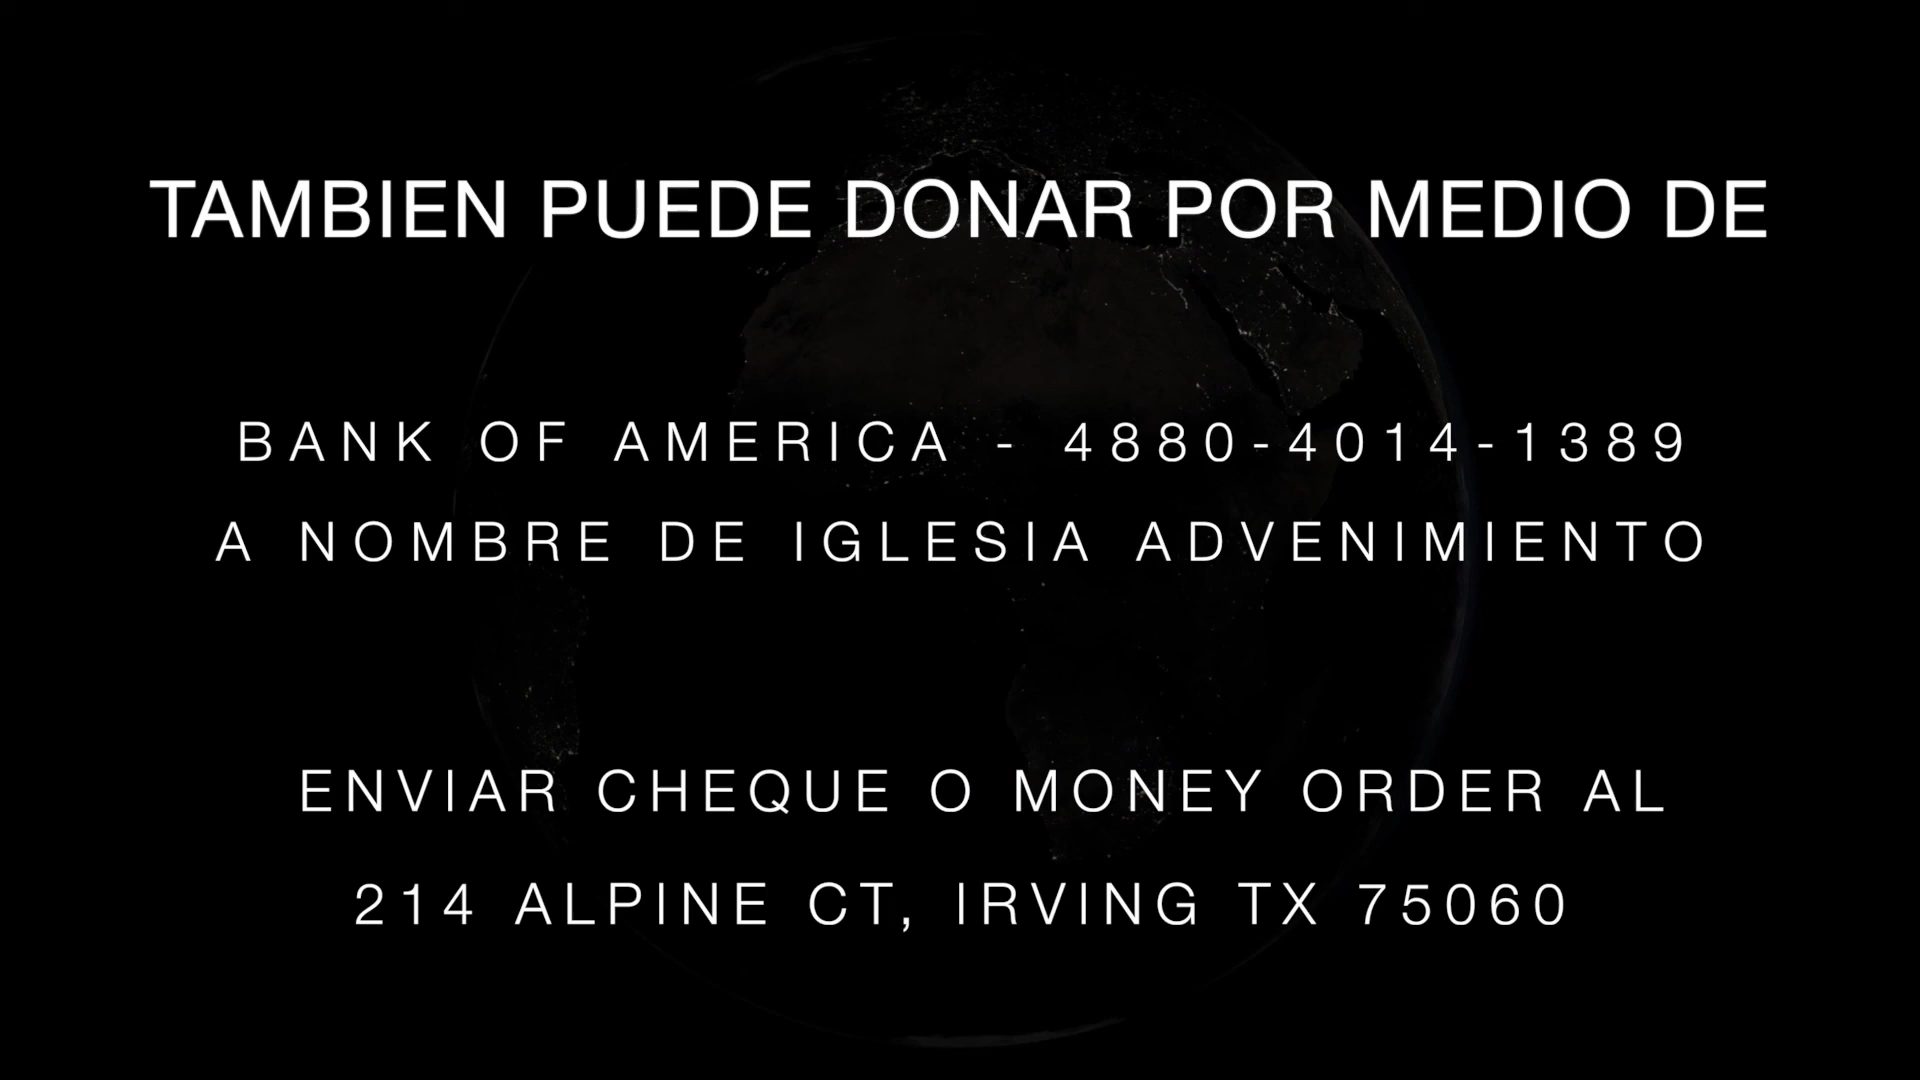 TAMBIEN PUEDE DONAR POR MEDIO DE
BANK OF AMERICA - 4880-4014-1389
A NOMBRE DE IGLESIA ADVENIMIENTO
ENVIAR CHEQUE O MONEY ORDER AL
214 ALPINE CT, IRVING TX 75060